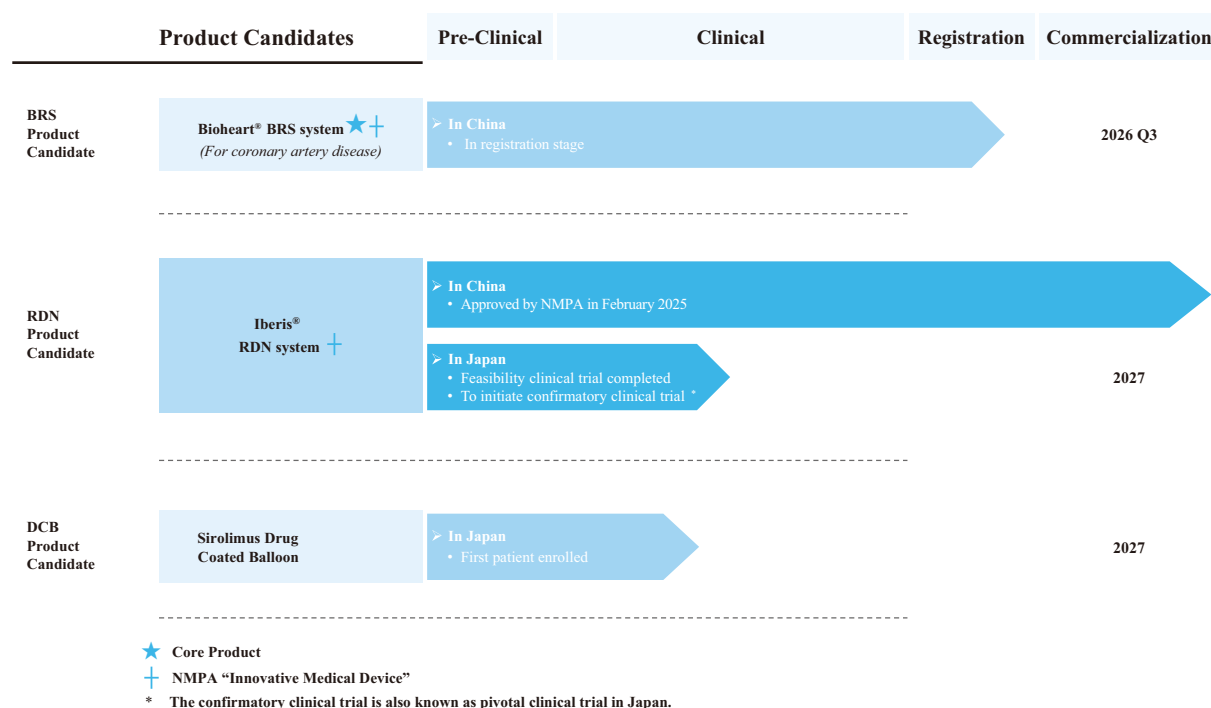 Product Candidates
Pre-Clinical
Clinical
Registration
Commercialization
BRS
Product
Candidate
Bioheart® BRS system
(For coronary artery disease)
➢ In China
• In registration stage
2026 Q3
RDN
Product
Candidate
Iberis®
RDN system
➢ In China
• Approved by NMPA in February 2025
➢ In Japan
• Feasibility clinical trial completed
• To initiate confirmatory clinical trial *
2027
DCB
Product
Candidate
Sirolimus Drug
Coated Balloon
➢ In Japan
• First patient enrolled
2027
Core Product
NMPA “Innovative Medical Device”
* The confirmatory clinical trial is also known as pivotal clinical trial in Japan.